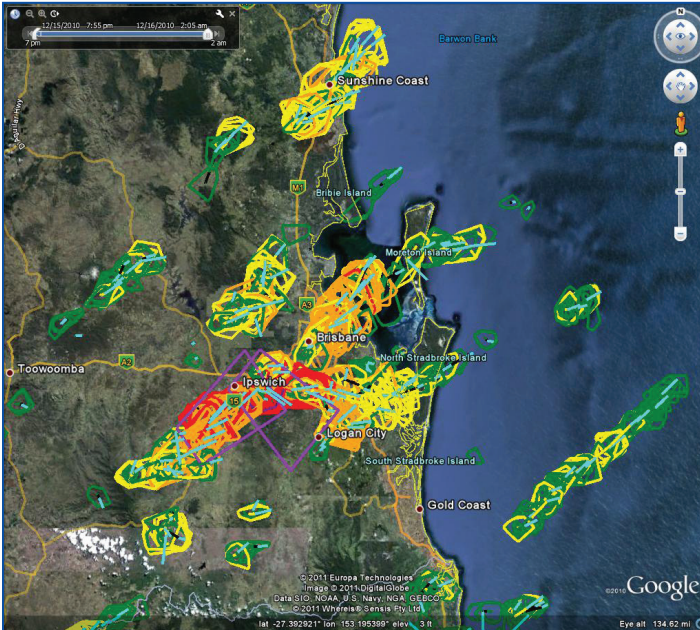 12/15/2010 7:55 pm 12/16/2010 2:05 am
7 pm 2 am
N
Barwon Bank
Sunshine Coast
M1
Bribie Island
Moreton Island
A3
Brisbane
North Stradbroke Island
A2
Toowoomba
Ipswich
15
Logan City
South Stradbroke Island
Gold Coast
© 2011 Europa Technologies
Image © 2011 DigitalGlobe
Data SIO, NOAA, U.S. Navy, NGA, GEBCO
© 2011 Whereis® Sensis Pty Ltd
©2010 Google
lat -27.392921° lon 153.195399° elev 3 ft Eye alt 134.62 mi